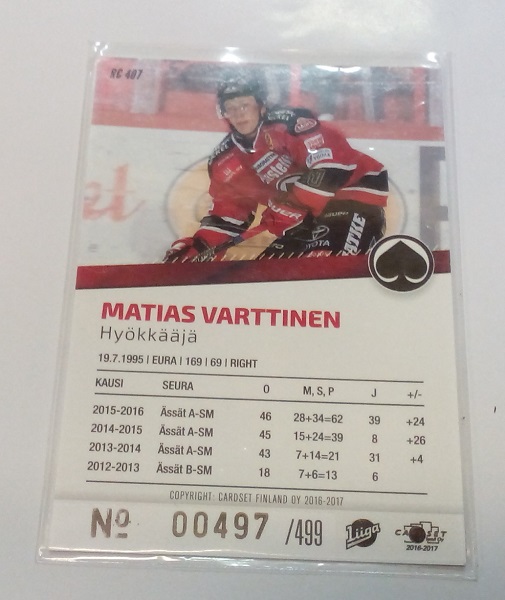 RC 407
MATIAS VARTTINEN
Hyökkääjä
19.7.1995 | EURA | 169 | 69 | RIGHT
KAUSI SEURA O M, S, P J +/-
2015-2016 Ässät A-SM 46 28+34=62 39 +24
2014-2015 Ässät A-SM 45 15+24=39 8 +26
2013-2014 Ässät A-SM 43 7+14=21 31 +4
2012-2013 Ässät B-SM 18 7+6=13 6
COPYRIGHT: CARDSET FINLAND OY 2016-2017
No 00497 /499 Liiga CARDSET
2016-2017
BAUER
TOYOTA